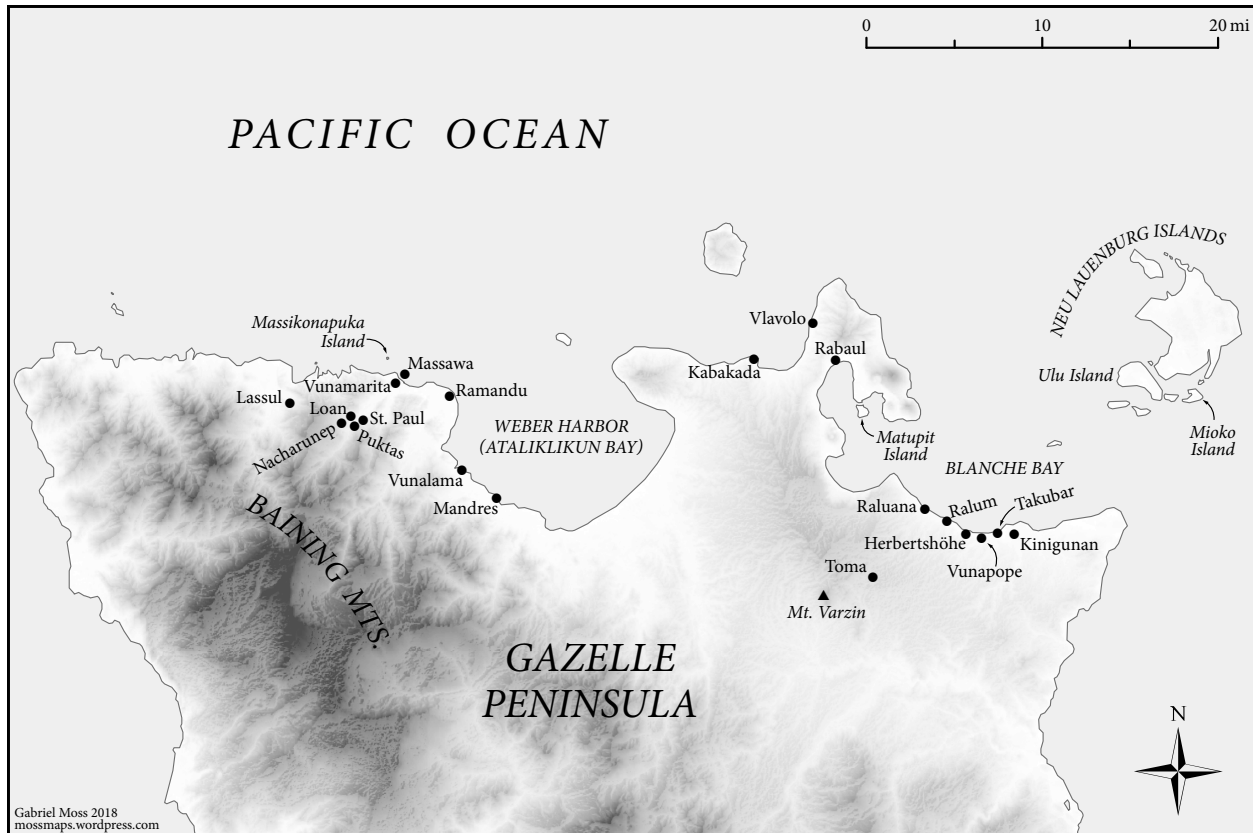 0 10 20 mi
PACIFIC OCEAN
NEU LAUENBURG ISLANDS
Massikonapuka
Island
Vlavolo
Rabaul
Kabakada
Massawa
Vunamarita
Ramandu
Lassul
Loan
St. Paul
Nacharunep
Puktas
WEBER HARBOR
(ATALIKLIKUN BAY)
Ulu Island
Mioko
Island
Matupit
Island
BLANCHE BAY
Vunalama
Mandres
Raluana
Ralum
Takubar
Herbertshöhe
Kinigunan
Vunapope
Toma
Mt. Varzin
BAINING MTS.
GAZELLE
PENINSULA
N
Gabriel Moss 2018
mossmaps.wordpress.com